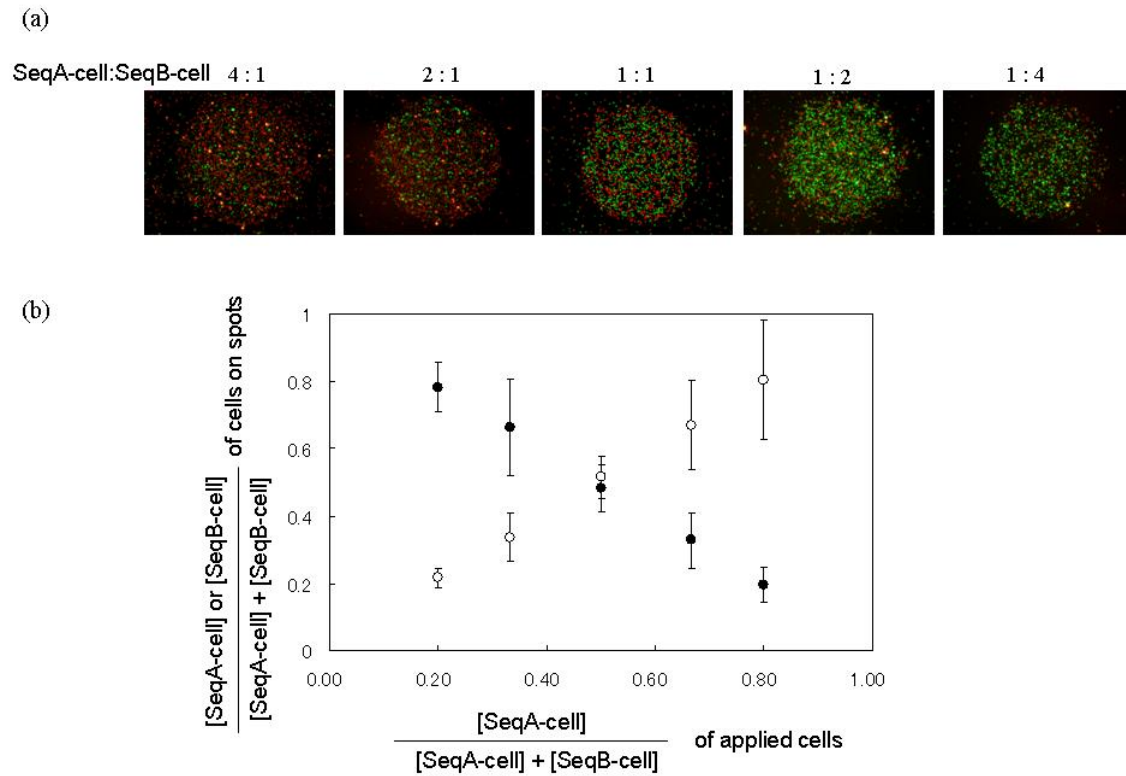 (a)
SeqA-cell:SeqB-cell 4 : 1 2 : 1 1 : 1 1 : 2 1 : 4
(b)
[SeqA-cell] or [SeqB-cell]
[SeqA-cell] + [SeqB-cell]
of cells on spots
1
0.8
0.6
0.4
0.2
0
0.00 0.20 0.40 0.60 0.80 1.00
[SeqA-cell]
[SeqA-cell] + [SeqB-cell]
of applied cells